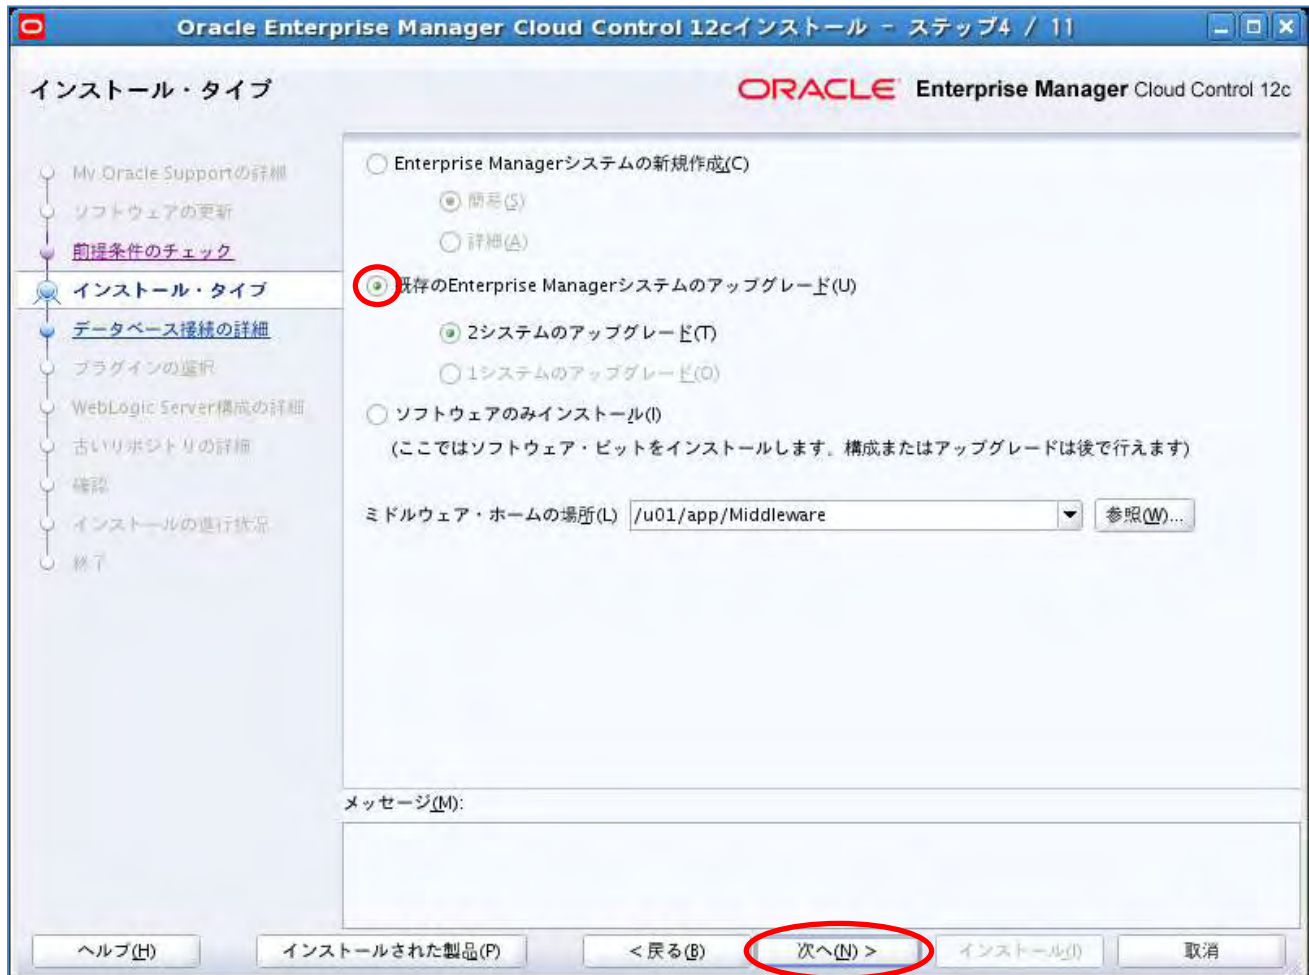 Oracle Enterprise Manager Cloud Control 12cインストール - ステップ4 / 11
インストール・タイプ
ORACLE Enterprise Manager Cloud Control 12c
My Oracle Supportの詳細
ソフトウェアの更新
前提条件のチェック
インストール・タイプ
データベース接続の詳細
プラグインの選択
WebLogic Server構成の詳細
古いリポジトリの詳細
確認
インストールの進行状況
終了
Enterprise Managerシステムの新規作成(C)
簡易(S)
詳細(A)
既存のEnterprise Managerシステムのアップグレード(U)
2システムのアップグレード(T)
1システムのアップグレード(O)
ソフトウェアのみインストール(I)
(ここではソフトウェア・ビットをインストールします。構成またはアップグレードは後で行えます)
ミドルウェア・ホームの場所(L) /u01/app/Middleware 参照(W)...
メッセージ(M):
ヘルプ(H) インストールされた製品(P) < 戻る(B) 次へ(N) > インストール(I) 取消